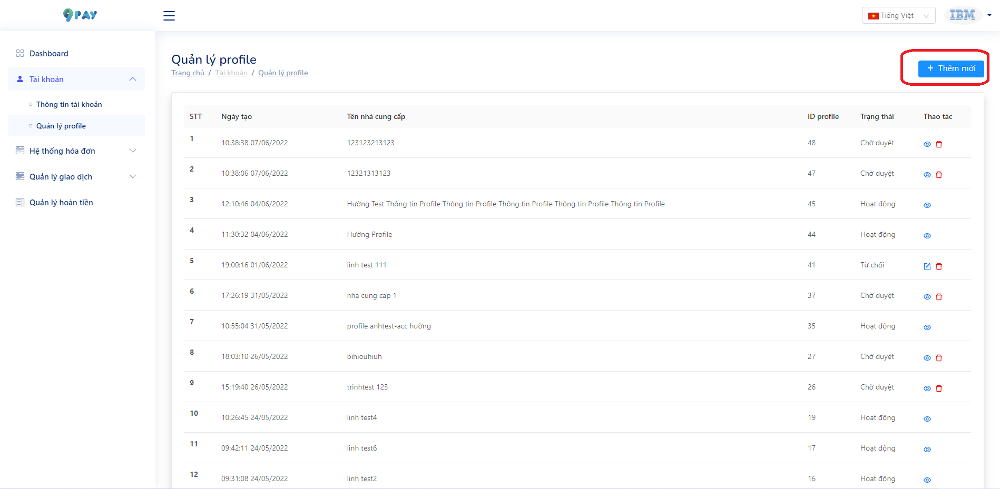 9PAY
Tiếng Việt
IBM
Dashboard
Tài khoản
Thông tin tài khoản
Quản lý profile
Hệ thống hóa đơn
Quản lý giao dịch
Quản lý hoàn tiền
Quản lý profile
Trang chủ / Tài khoản / Quản lý profile
+ Thêm mới
STT Ngày tạo Tên nhà cung cấp ID profile Trạng thái Thao tác
1 10:38:38 07/06/2022 123123213123 48 Chờ duyệt
2 10:38:06 07/06/2022 12321313123 47 Chờ duyệt
3 12:10:46 04/06/2022 Hường Test Thông tin Profile Thông tin Profile Thông tin Profile Thông tin Profile Thông tin Profile 45 Hoạt động
4 11:30:32 04/06/2022 Hường Profile 44 Hoạt động
5 19:00:16 01/06/2022 linh test 111 41 Từ chối
6 17:26:19 31/05/2022 nha cung cap 1 37 Chờ duyệt
7 10:55:04 31/05/2022 profile anhtest-acc hường 35 Hoạt động
8 18:03:10 26/05/2022 bihiouhiuh 27 Chờ duyệt
9 15:19:40 26/05/2022 trinhtest 123 26 Chờ duyệt
10 10:26:45 24/05/2022 linh test4 19 Hoạt động
11 09:42:11 24/05/2022 linh test6 17 Hoạt động
12 09:31:08 24/05/2022 linh test2 16 Hoạt động